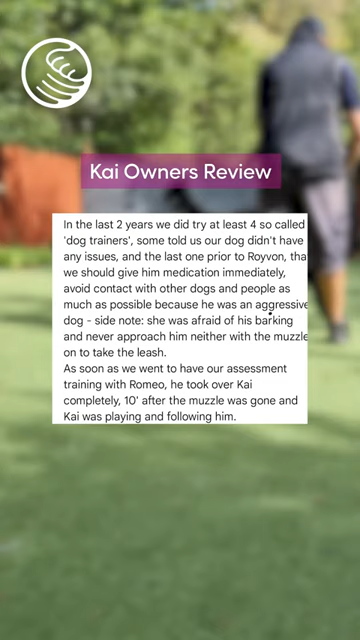 Kai Owners Review
In the last 2 years we did try at least 4 so called
'dog trainers', some told us our dog didn't have
any issues, and the last one prior to Royvon, tha
we should give him medication immediately,
avoid contact with other dogs and people as
much as possible because he was an aggressive
dog - side note: she was afraid of his barking
and never approach him neither with the muzzle
on to take the leash.
As soon as we went to have our assessment
training with Romeo, he took over Kai
completely, 10' after the muzzle was gone and
Kai was playing and following him.